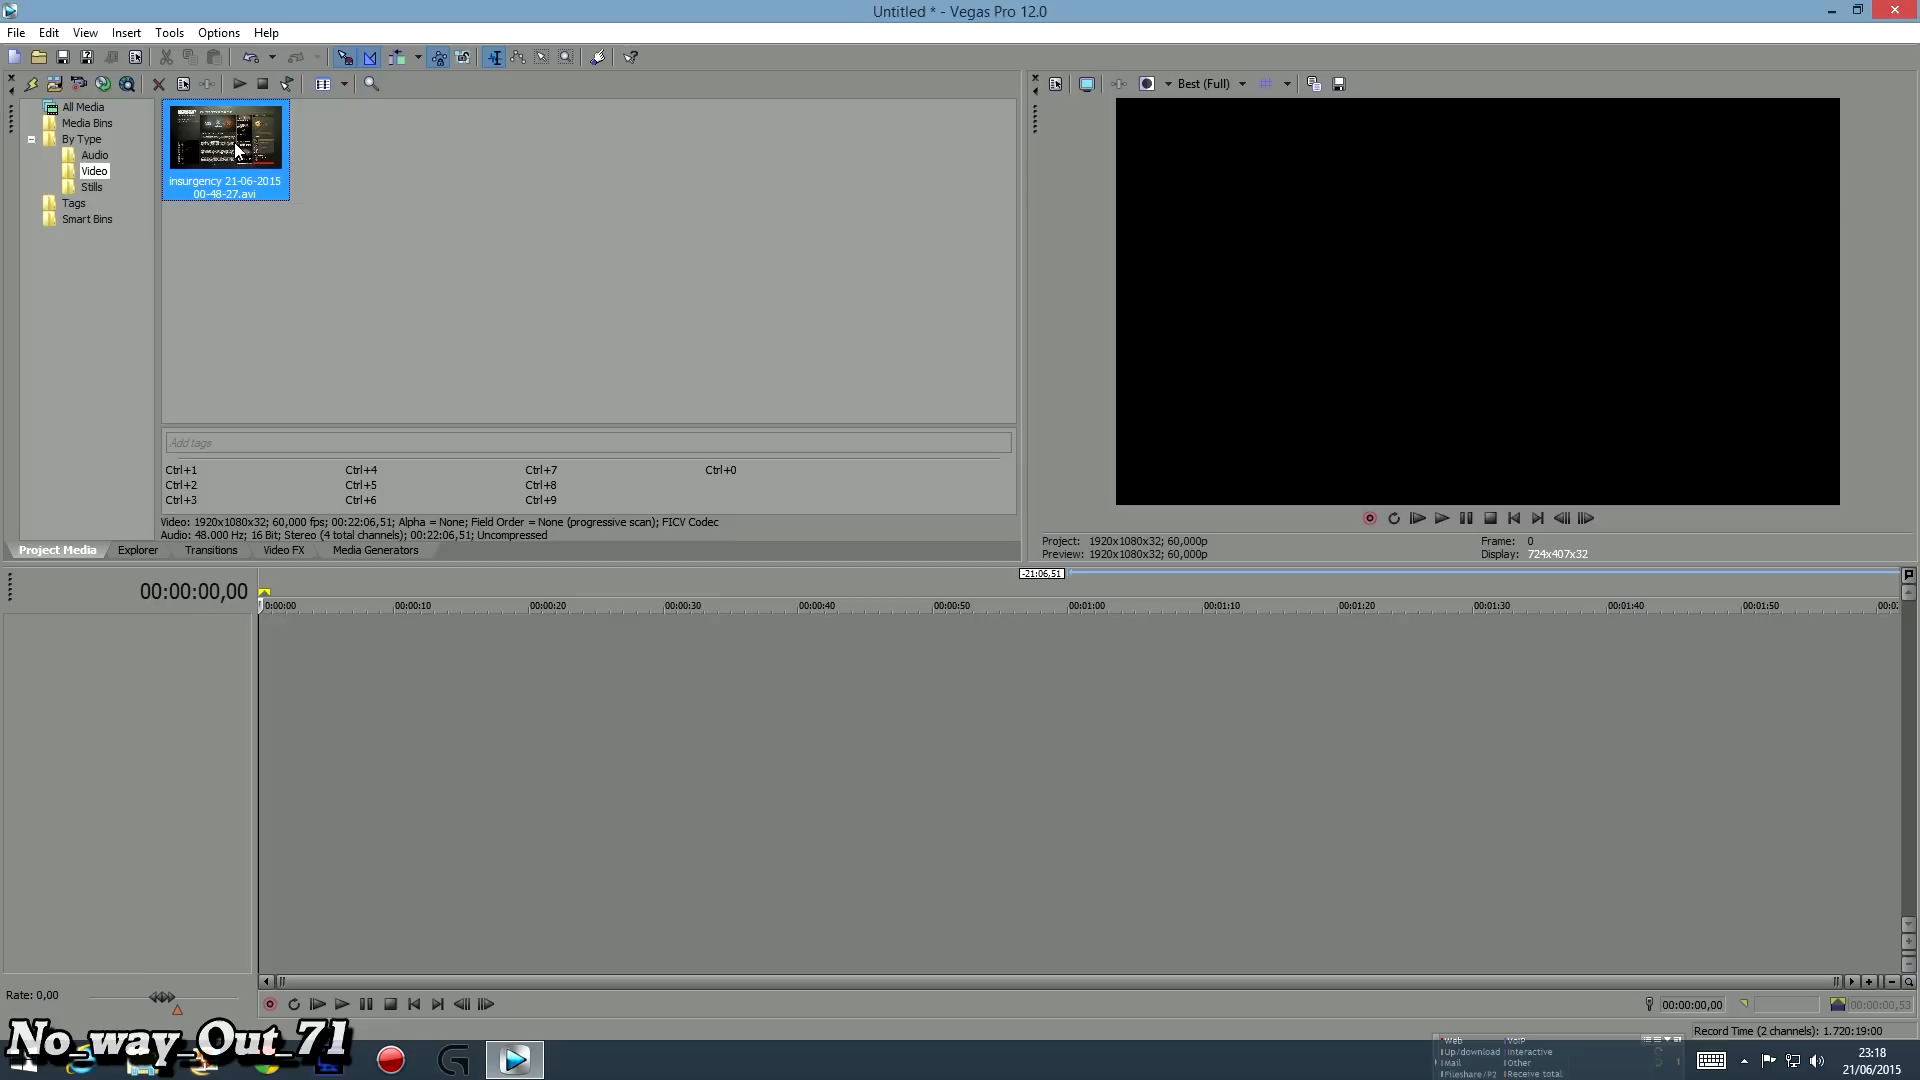 Untitled * - Vegas Pro 12.0
File Edit View Insert Tools Options Help
Best (Full)
All Media
Media Bins
By Type
Audio
Video
Stills
Tags
Smart Bins
insurgency 21-06-2015
00-48-27.avi
Add tags
Ctrl+1 Ctrl+4 Ctrl+7 Ctrl+0
Ctrl+2 Ctrl+5 Ctrl+8
Ctrl+3 Ctrl+6 Ctrl+9
Video: 1920x1080x32; 60,000 fps; 00:22:06,51; Alpha = None; Field Order = None (progressive scan); FICV Codec
Audio: 48.000 Hz; 16 Bit; Stereo (4 total channels); 00:22:06,51; Uncompressed
Project Media Explorer Transitions Video FX Media Generators
Project: 1920x1080x32; 60,000p
Preview: 1920x1080x32; 60,000p
Frame: 0
Display: 724x407x32
00:00:00,00
-21:06,51
0:00:00 00:00:10 00:00:20 00:00:30 00:00:40 00:00:50 00:01:00 00:01:10 00:01:20 00:01:30 00:01:40 00:01:50 00:0
Rate: 0,00
00:00:00,00
00:00:00,53
Record Time (2 channels): 1.720:19:00
No_way_Out_71
Web VoIP
Up/download Interactive
Mail Other
Fileshare/P2 Receive total
23:18
21/06/2015